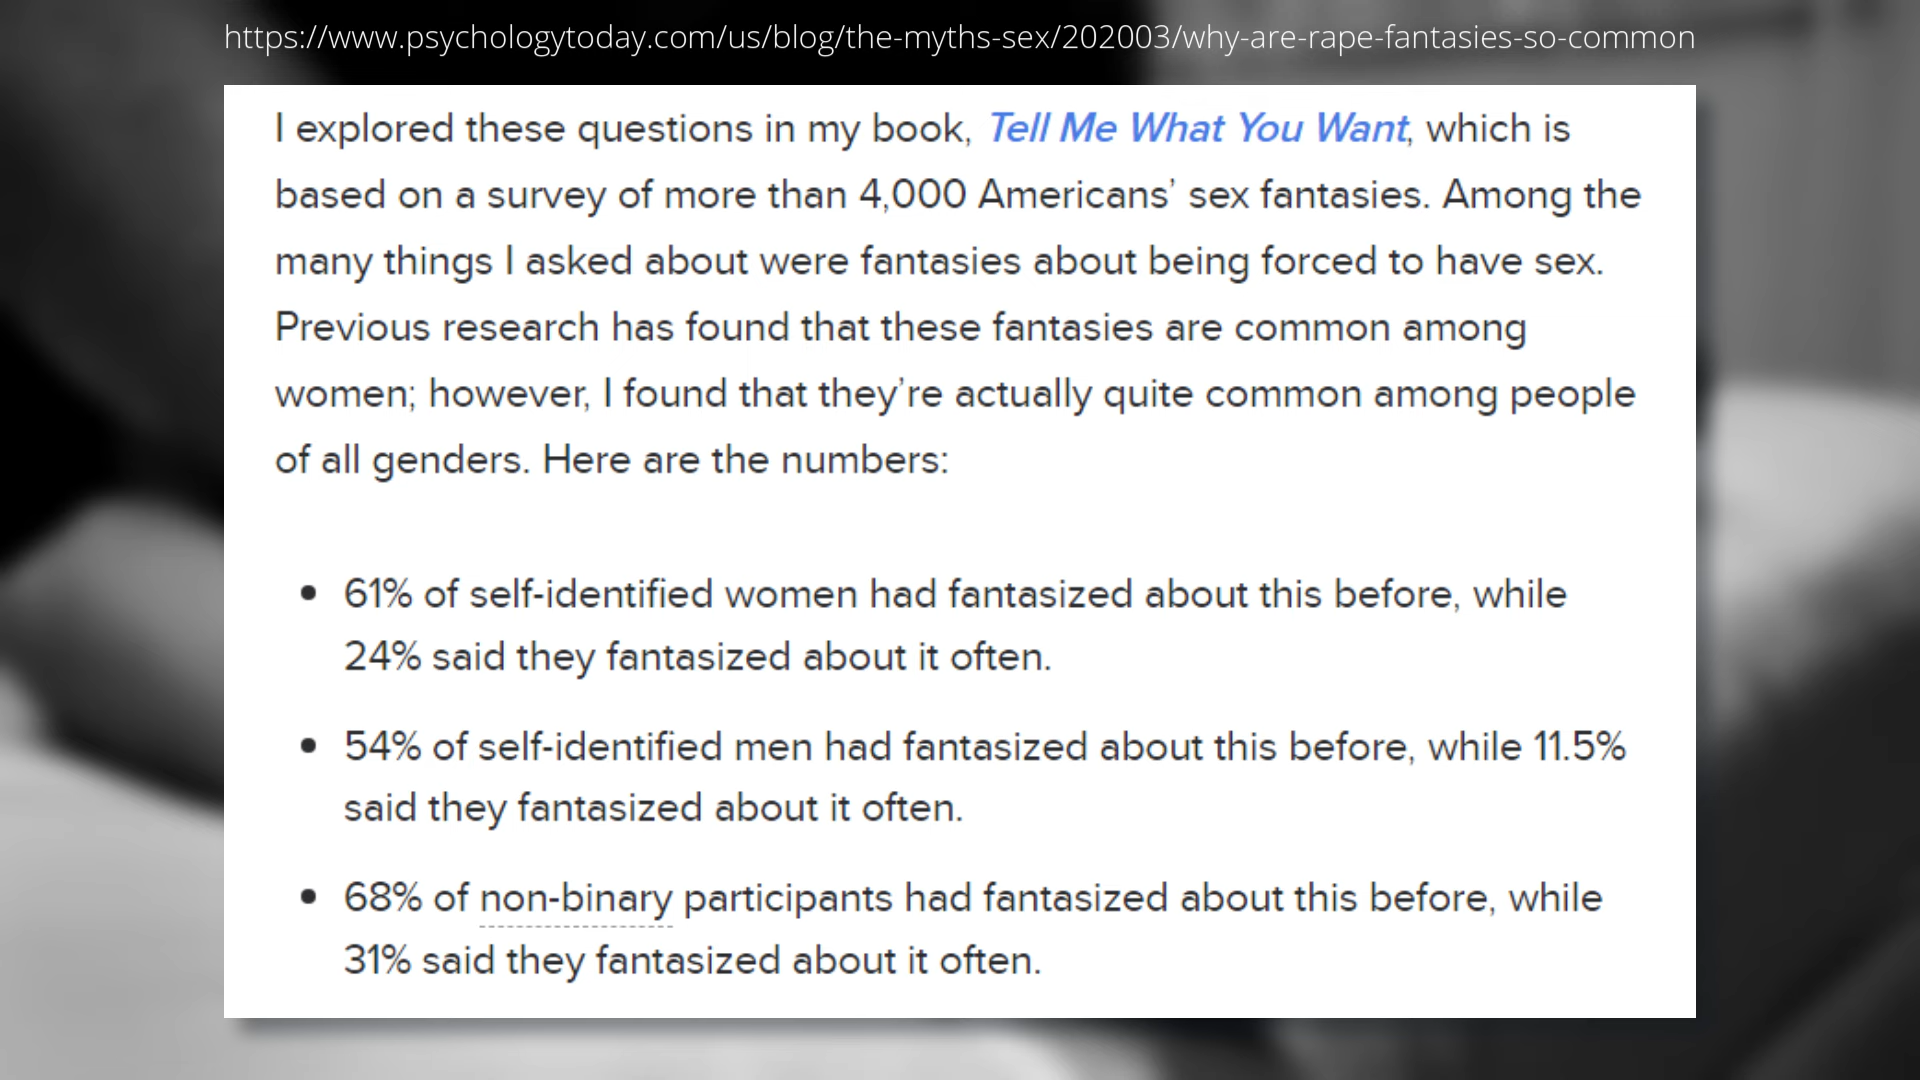 https://www.psychologytoday.com/us/blog/the-myths-sex/202003/why-are-rape-fantasies-so-common
I explored these questions in my book, Tell Me What You Want, which is
based on a survey of more than 4,000 Americans’ sex fantasies. Among the
many things I asked about were fantasies about being forced to have sex.
Previous research has found that these fantasies are common among
women; however, I found that they’re actually quite common among people
of all genders. Here are the numbers:
• 61% of self-identified women had fantasized about this before, while
24% said they fantasized about it often.
• 54% of self-identified men had fantasized about this before, while 11.5%
said they fantasized about it often.
• 68% of non-binary participants had fantasized about this before, while
31% said they fantasized about it often.